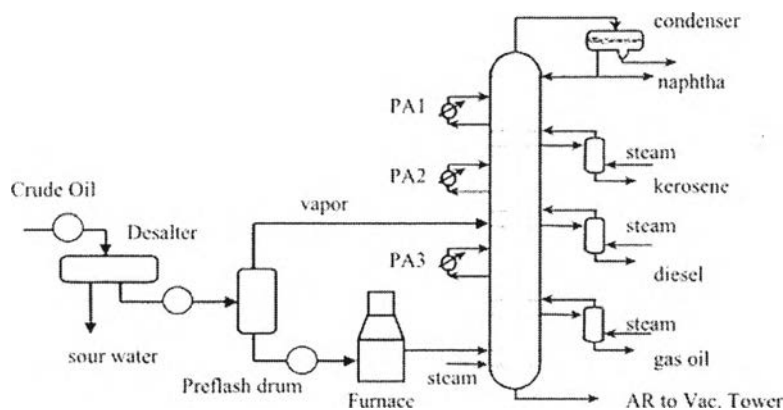 condenser
naphtha
PA1
steam
kerosene
PA2
Crude Oil
vapor
Desalter
steam
PA3
diesel
steam
sour water
gas oil
Preflash drum
steam
Furnace
AR to Vac. Tower